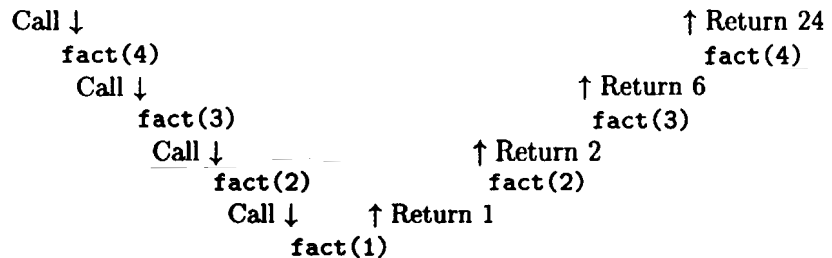 Call ↓ ↑ Return 24
fact(4) fact(4)
Call ↓ ↑ Return 6
fact(3) fact(3)
Call ↓ ↑ Return 2
fact(2) fact(2)
Call ↓ ↑ Return 1
fact(1)